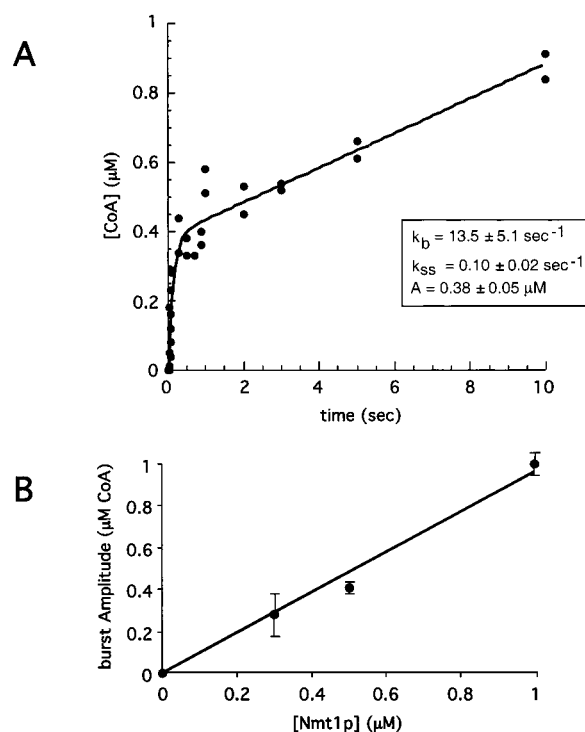 A
1
0.8
0.6
0.4
0.2
0
[CoA] (μM)
0 2 4 6 8 10
time (sec)
k_b = 13.5 ± 5.1 sec⁻¹
k_ss = 0.10 ± 0.02 sec⁻¹
A = 0.38 ± 0.05 μM
B
1
0.8
0.6
0.4
0.2
0
burst Amplitude (μM CoA)
0 0.2 0.4 0.6 0.8 1
[Nmt1p] (μM)